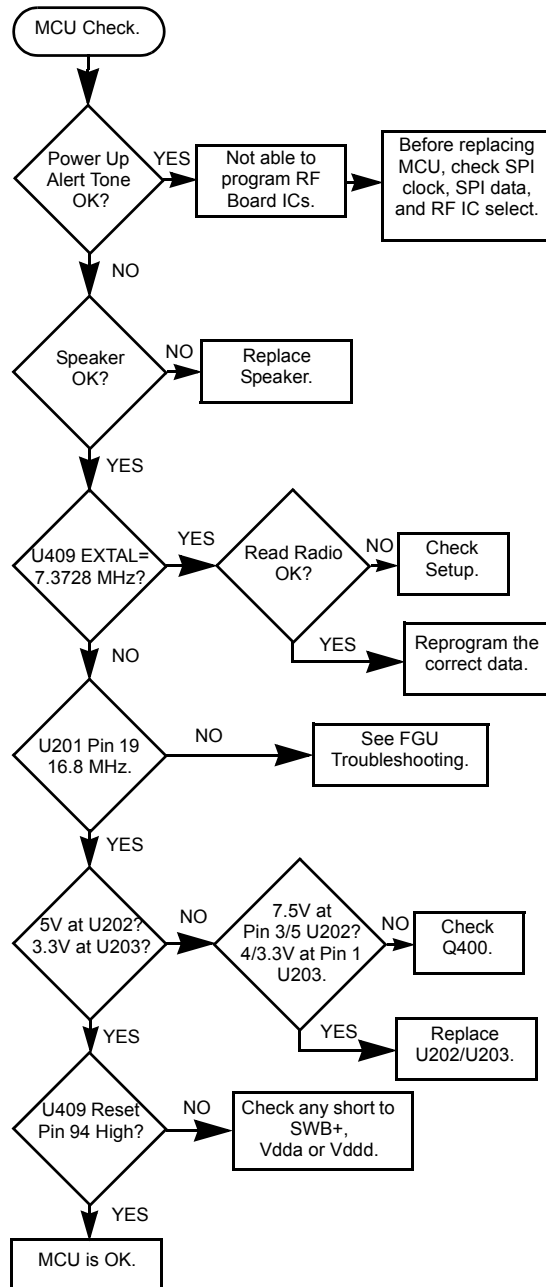 MCU Check.
Power Up
Alert Tone
OK?
YES
Not able to
program RF
Board ICs.
Before replacing
MCU, check SPI
clock, SPI data,
and RF IC select.
NO
Speaker
OK?
NO
Replace
Speaker.
YES
U409 EXTAL=
7.3728 MHz?
YES
Read Radio
OK?
NO
Check
Setup.
YES
Reprogram the
correct data.
NO
U201 Pin 19
16.8 MHz.
NO
See FGU
Troubleshooting.
YES
5V at U202?
3.3V at U203?
NO
7.5V at
Pin 3/5 U202?
4/3.3V at Pin 1
U203.
NO
Check
Q400.
YES
Replace
U202/U203.
YES
U409 Reset
Pin 94 High?
NO
Check any short to
SWB+,
Vdda or Vddd.
YES
MCU is OK.